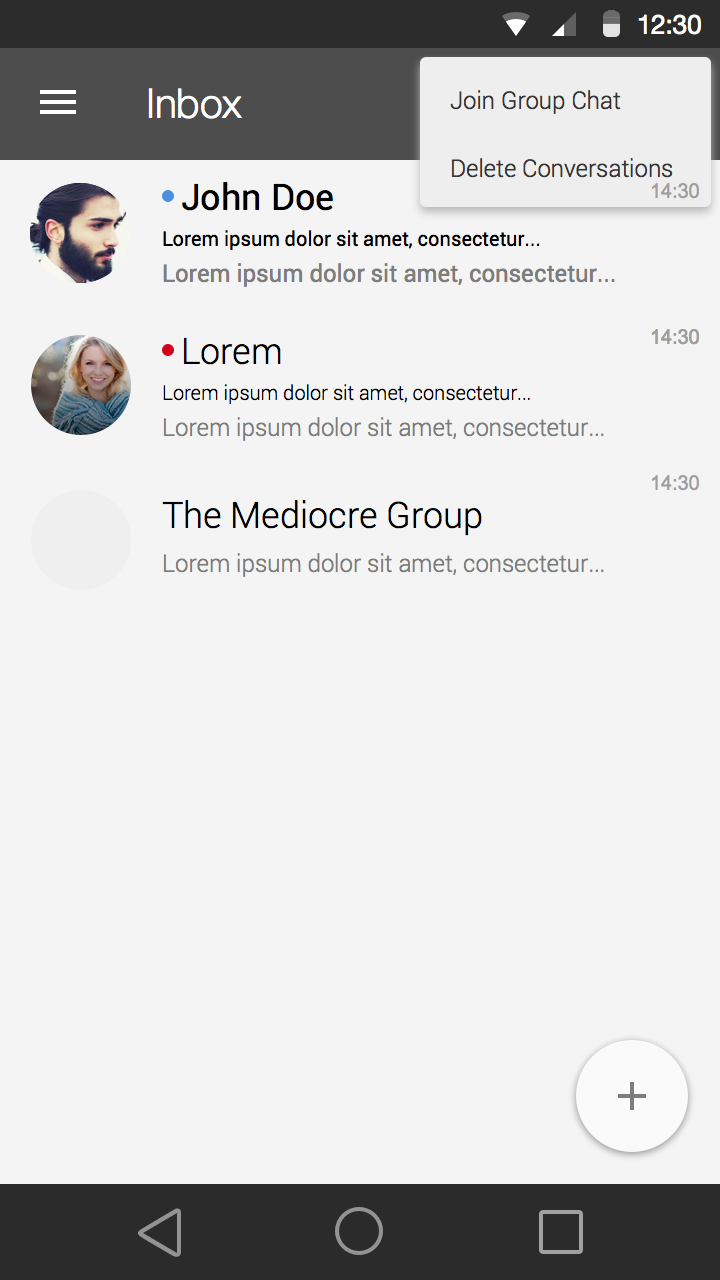 12:30
Inbox
Join Group Chat
Delete Conversations
14:30
John Doe
Lorem ipsum dolor sit amet, consectetur...
Lorem ipsum dolor sit amet, consectetur...
14:30
Lorem
Lorem ipsum dolor sit amet, consectetur...
Lorem ipsum dolor sit amet, consectetur...
14:30
The Mediocre Group
Lorem ipsum dolor sit amet, consectetur...